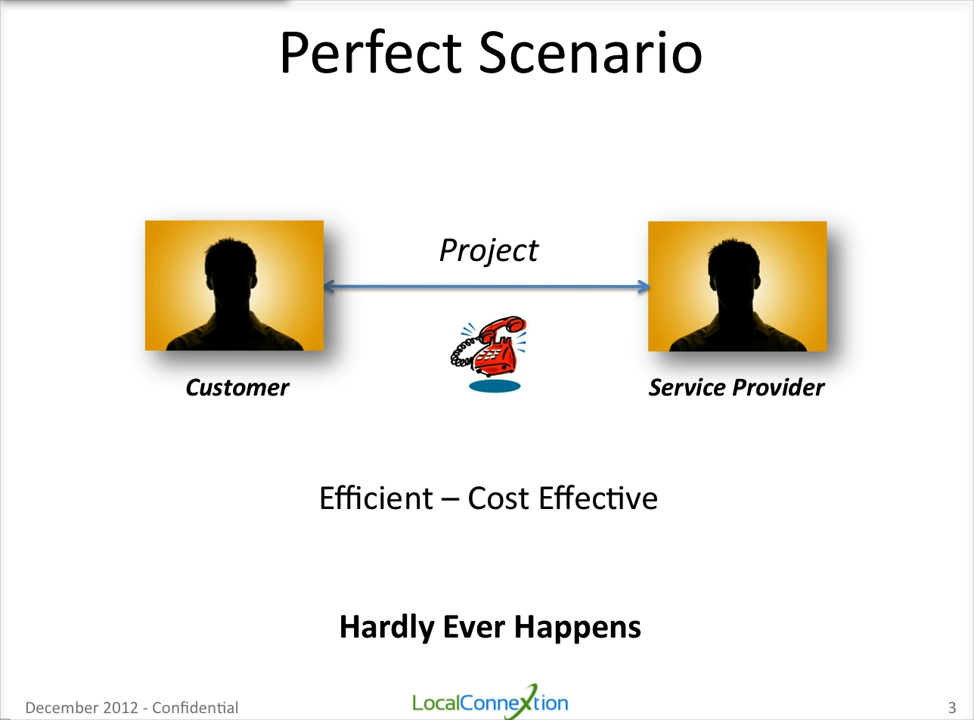 Perfect Scenario
Project
Customer
Service Provider
Efficient – Cost Effective
Hardly Ever Happens
December 2012 - Confidential
LocalConneXtion
3